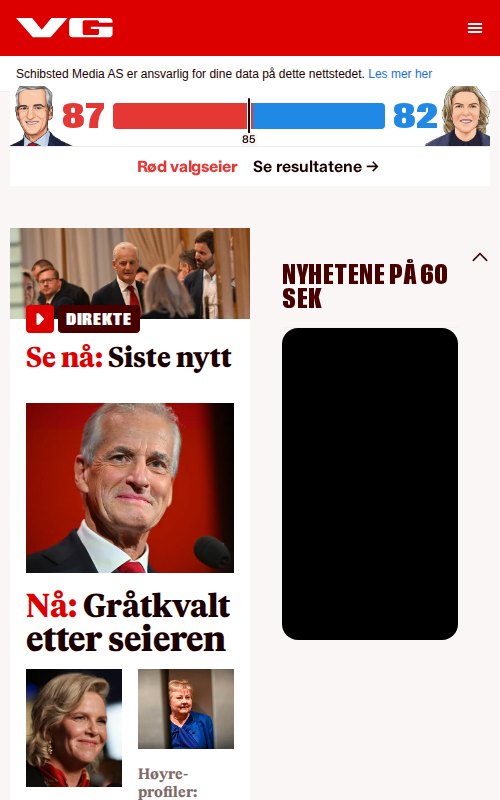 VG
Schibsted Media AS er ansvarlig for dine data på dette nettstedet. Les mer her
87
82
85
Rød valgseier Se resultatene →
DIREKTE
Se nå: Siste nytt
Nå: Gråtkvalt
etter seieren
Høyre-
profiler:
NYHETENE PÅ 60
SEK